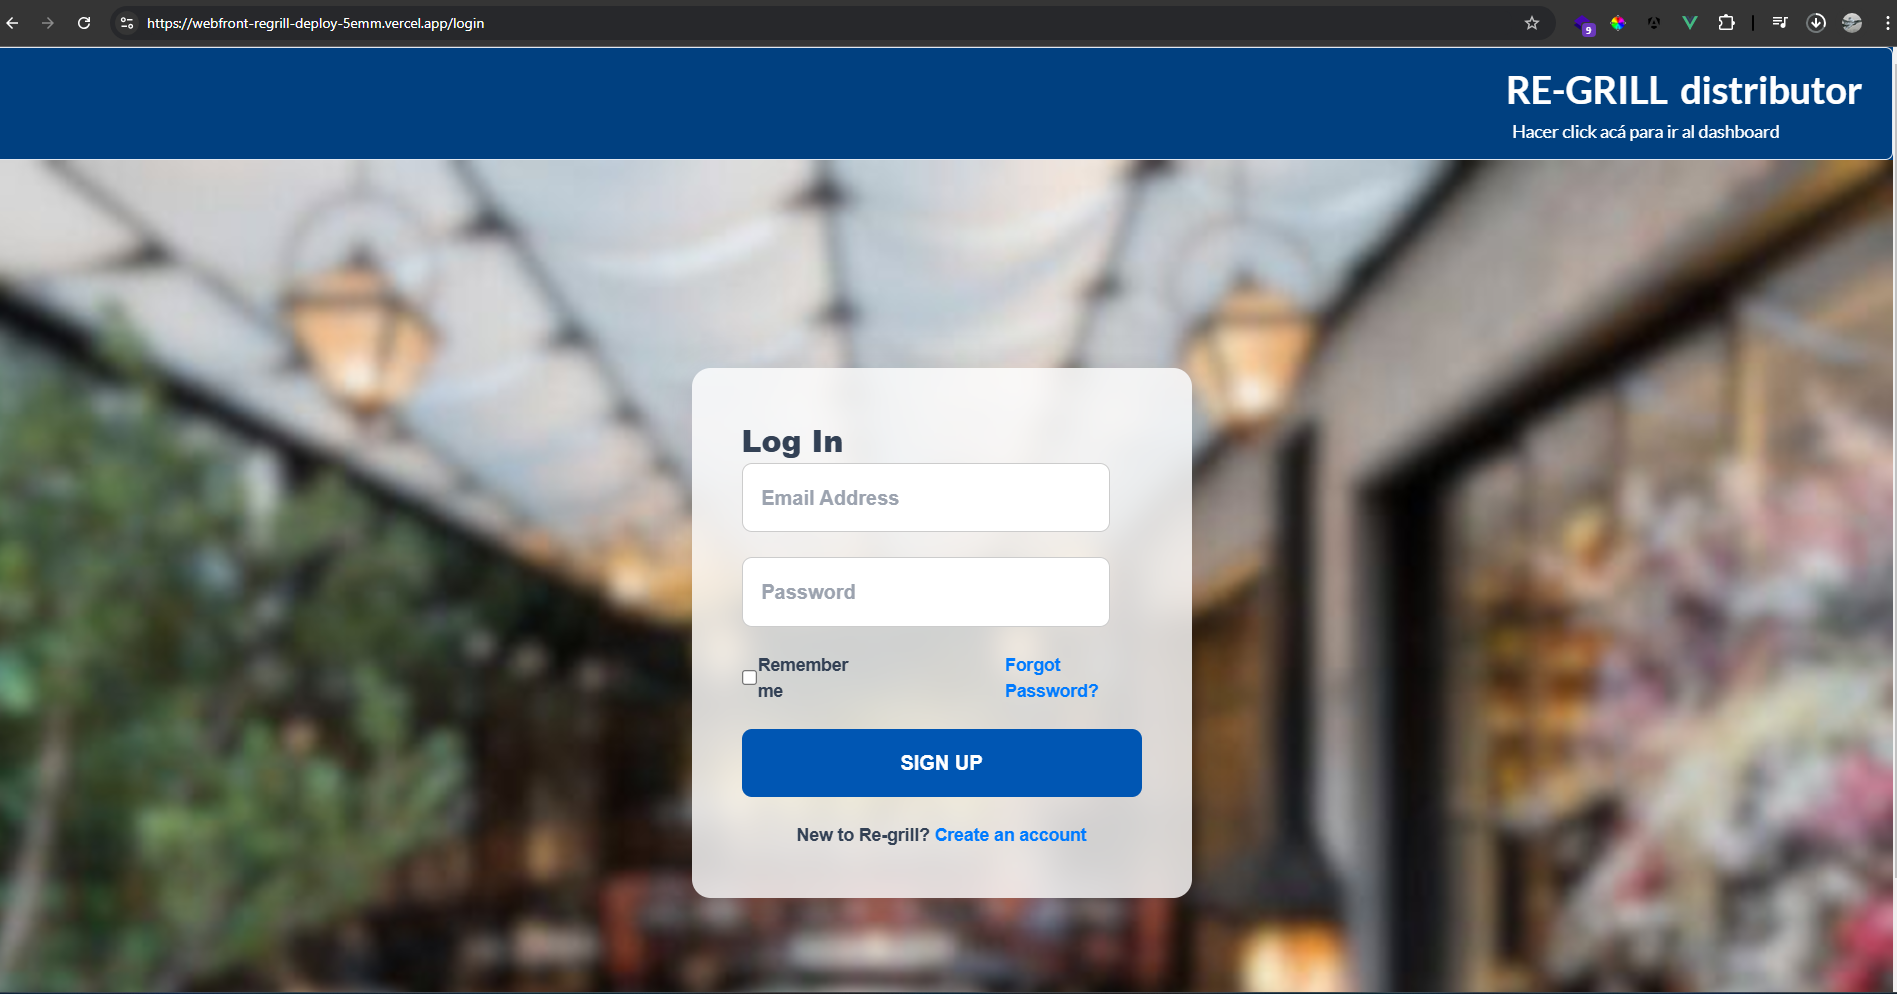 https://webfront-regrill-deploy-5emm.vercel.app/login
9
RE-GRILL distributor
Hacer click acá para ir al dashboard
Log In
Email Address
Password
Remember
me
Forgot
Password?
SIGN UP
New to Re-grill? Create an account